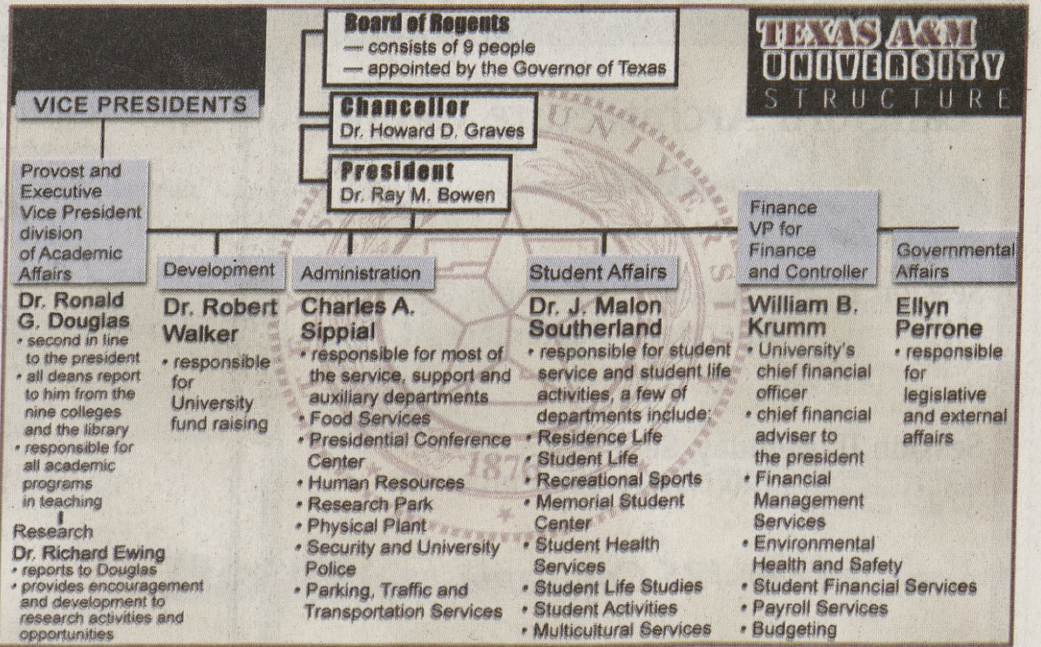 Board of Regents
— consists of 9 people
— appointed by the Governor of Texas
TEXAS A&M
UNIVERSITY
STRUCTURE
VICE PRESIDENTS
Chancellor
Dr. Howard D. Graves
President
Dr. Ray M. Bowen
Provost and
Executive
Vice President
division
of Academic
Affairs
Dr. Ronald
G. Douglas
• second in line
to the president
• all deans report
to him from the
nine colleges
and the library
• responsible for
all academic
programs
in teaching
Research
Dr. Richard Ewing
• reports to Douglas
• provides encouragement
and development to
research activities and
opportunities
Development
Dr. Robert
Walker
• responsible
for
University
fund raising
Administration
Charles A.
Sippial
• responsible for most of
the service, support and
auxiliary departments
• Food Services
• Presidential Conference
Center
• Human Resources
• Research Park
• Physical Plant
• Security and University
Police
• Parking, Traffic and
Transportation Services
Student Affairs
Dr. J. Malon
Southerland
• responsible for student
service and student life
activities, a few of
departments include:
• Residence Life
• Student Life
• Recreational Sports
• Memorial Student
Center
• Student Health
Services
• Student Life Studies
• Student Activities
• Multicultural Services
Finance
VP for
Finance
and Controller
William B.
Krumm
• University's
chief financial
officer
• chief financial
adviser to
the president
• Financial
Management
Services
• Environmental
Health and Safety
• Student Financial Services
• Payroll Services
• Budgeting
Governmental
Affairs
Ellyn
Perrone
• responsible
for
legislative
and external
affairs
1876